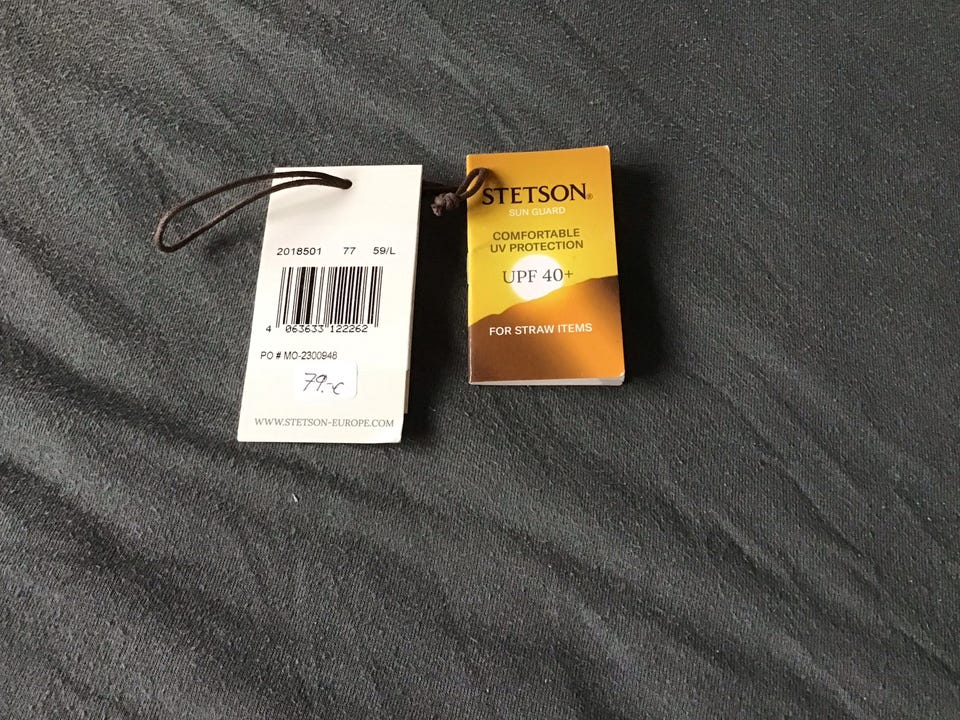 2018501 77 59/L
4 063633 122262
PO # MO-2300946
79.-€
WWW.STETSON-EUROPE.COM
STETSON®
SUN GUARD
COMFORTABLE
UV PROTECTION
UPF 40+
FOR STRAW ITEMS